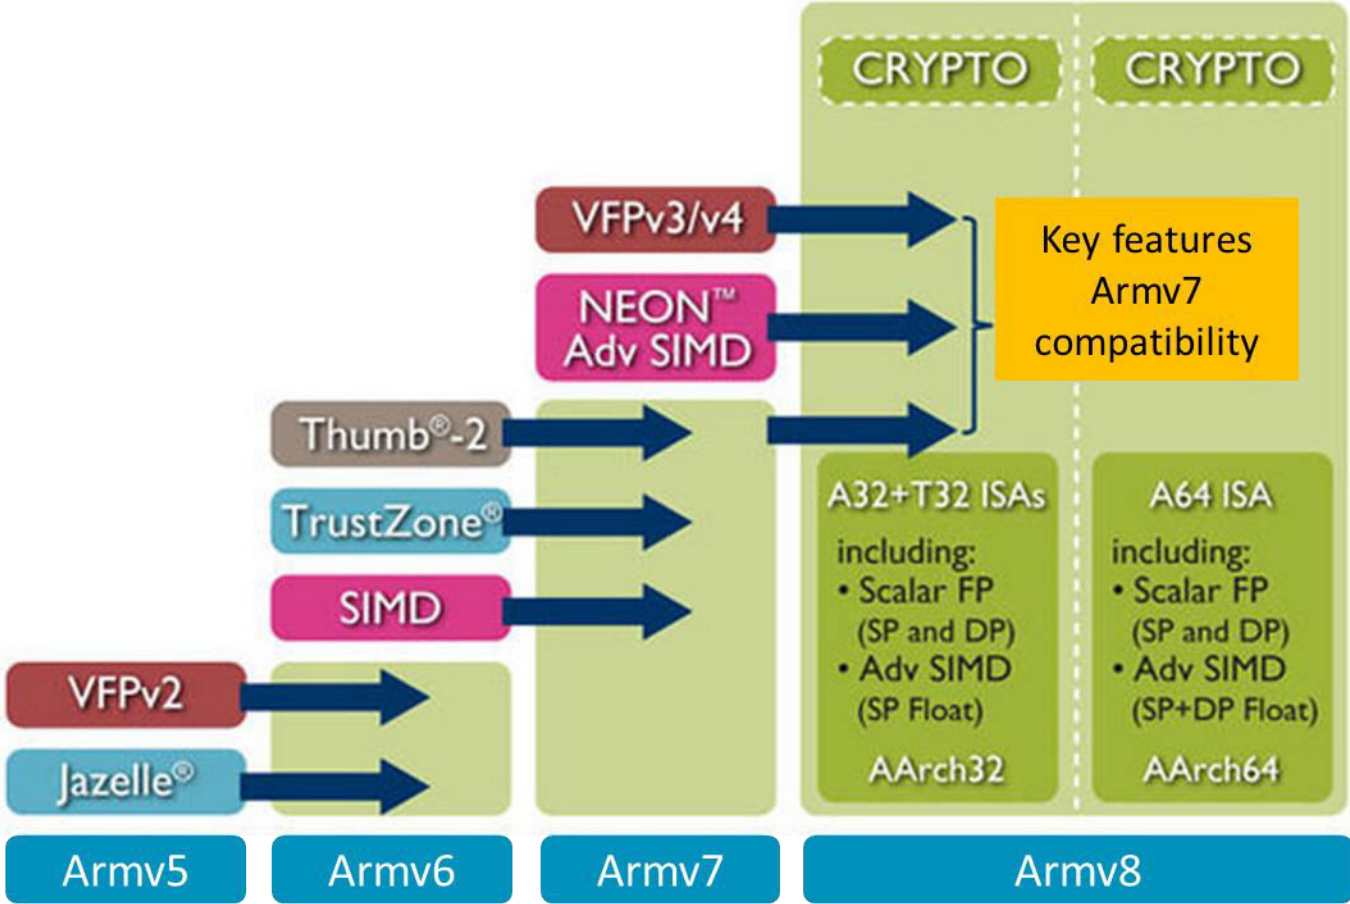 CRYPTO
CRYPTO
VFPv3/v4
NEON™
Adv SIMD
Key features
Armv7
compatibility
Thumb®-2
TrustZone®
SIMD
VFPv2
Jazelle®
A32+T32 ISAs
including:
• Scalar FP
(SP and DP)
• Adv SIMD
(SP Float)
AArch32
A64 ISA
including:
• Scalar FP
(SP and DP)
• Adv SIMD
(SP+DP Float)
AArch64
Armv5
Armv6
Armv7
Armv8